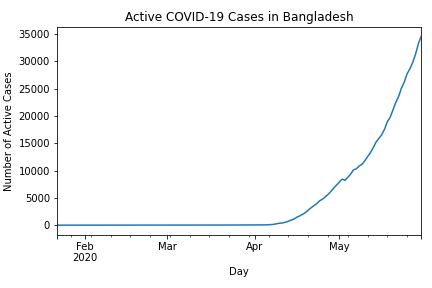 Active COVID-19 Cases in Bangladesh
35000
30000
25000
20000
15000
10000
5000
0
Number of Active Cases
Feb
2020
Mar
Apr
May
Day